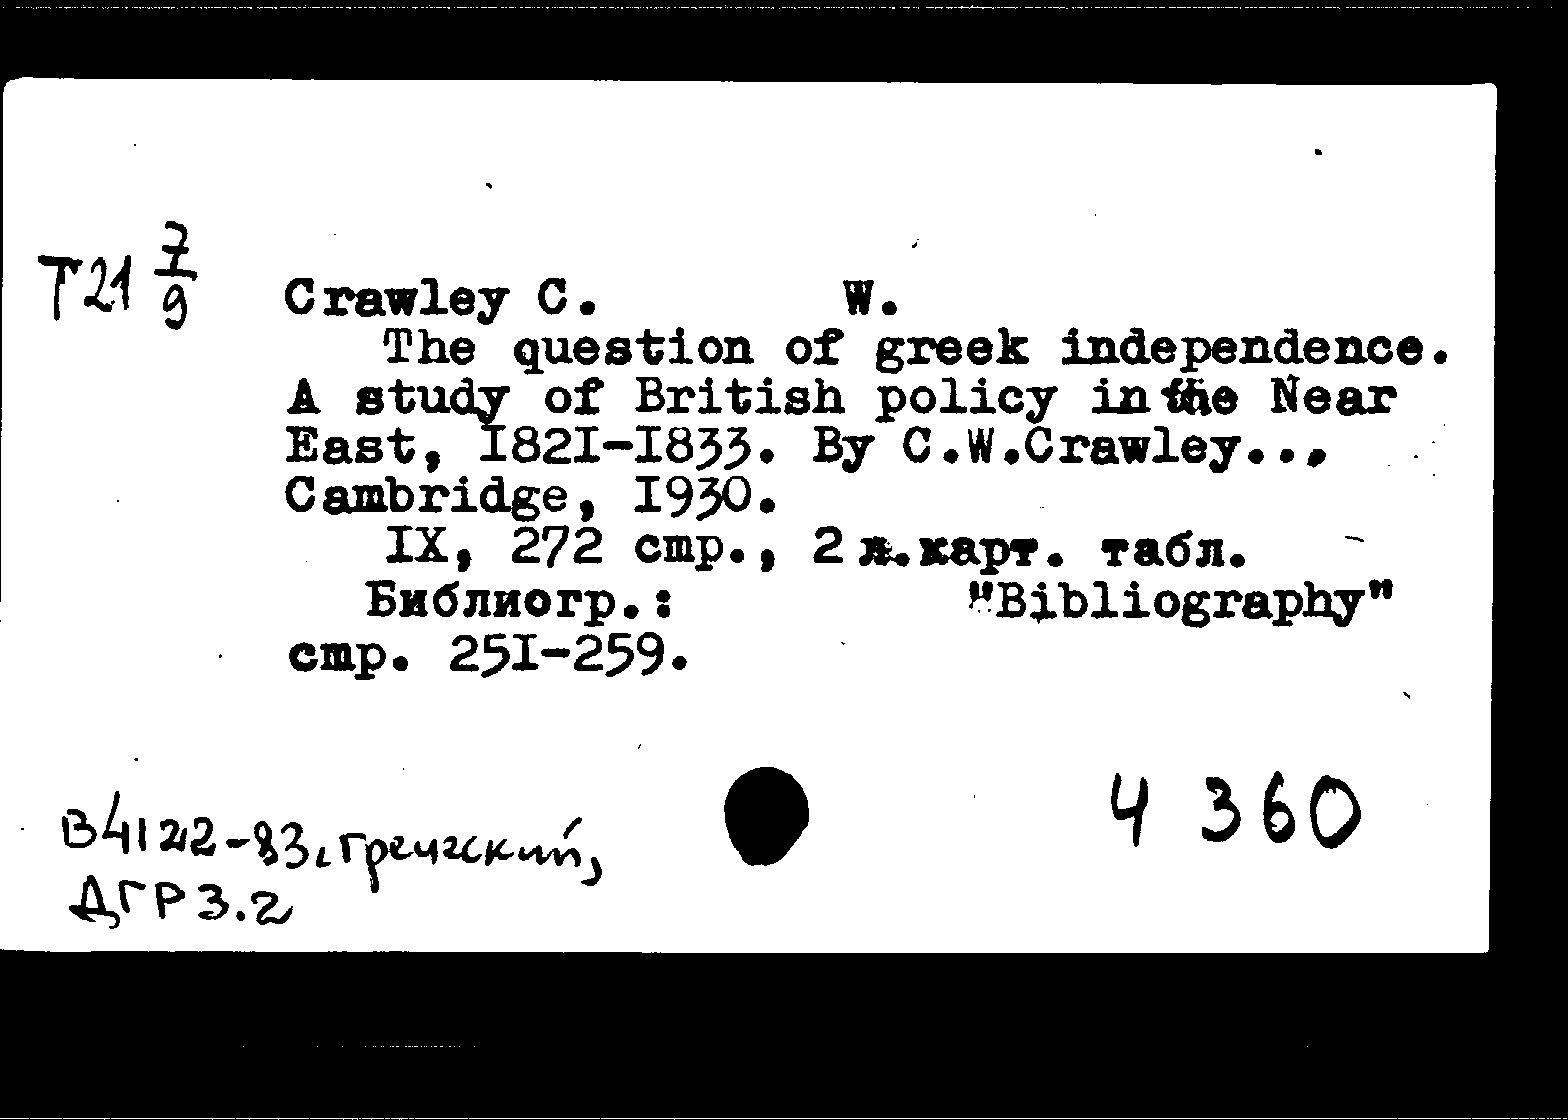 Т21 7/9
Crawley C. W.
The question of greek independence.
A study of British policy in the Near
East, I82I-I833. By C.W.Crawley...
Cambridge, I930.
IX, 272 стр., 2 л.карт. табл.
Библиогр.: "Bibliography"
стр. 25I-259.
4 360
В4122-83, греческий,
ДГР 3.2